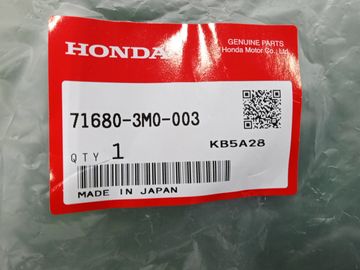 HONDA
GENUINE PARTS
Honda Motor Co., Ltd.
71680-3M0-003
QTY 1
KB5A28
MADE IN JAPAN